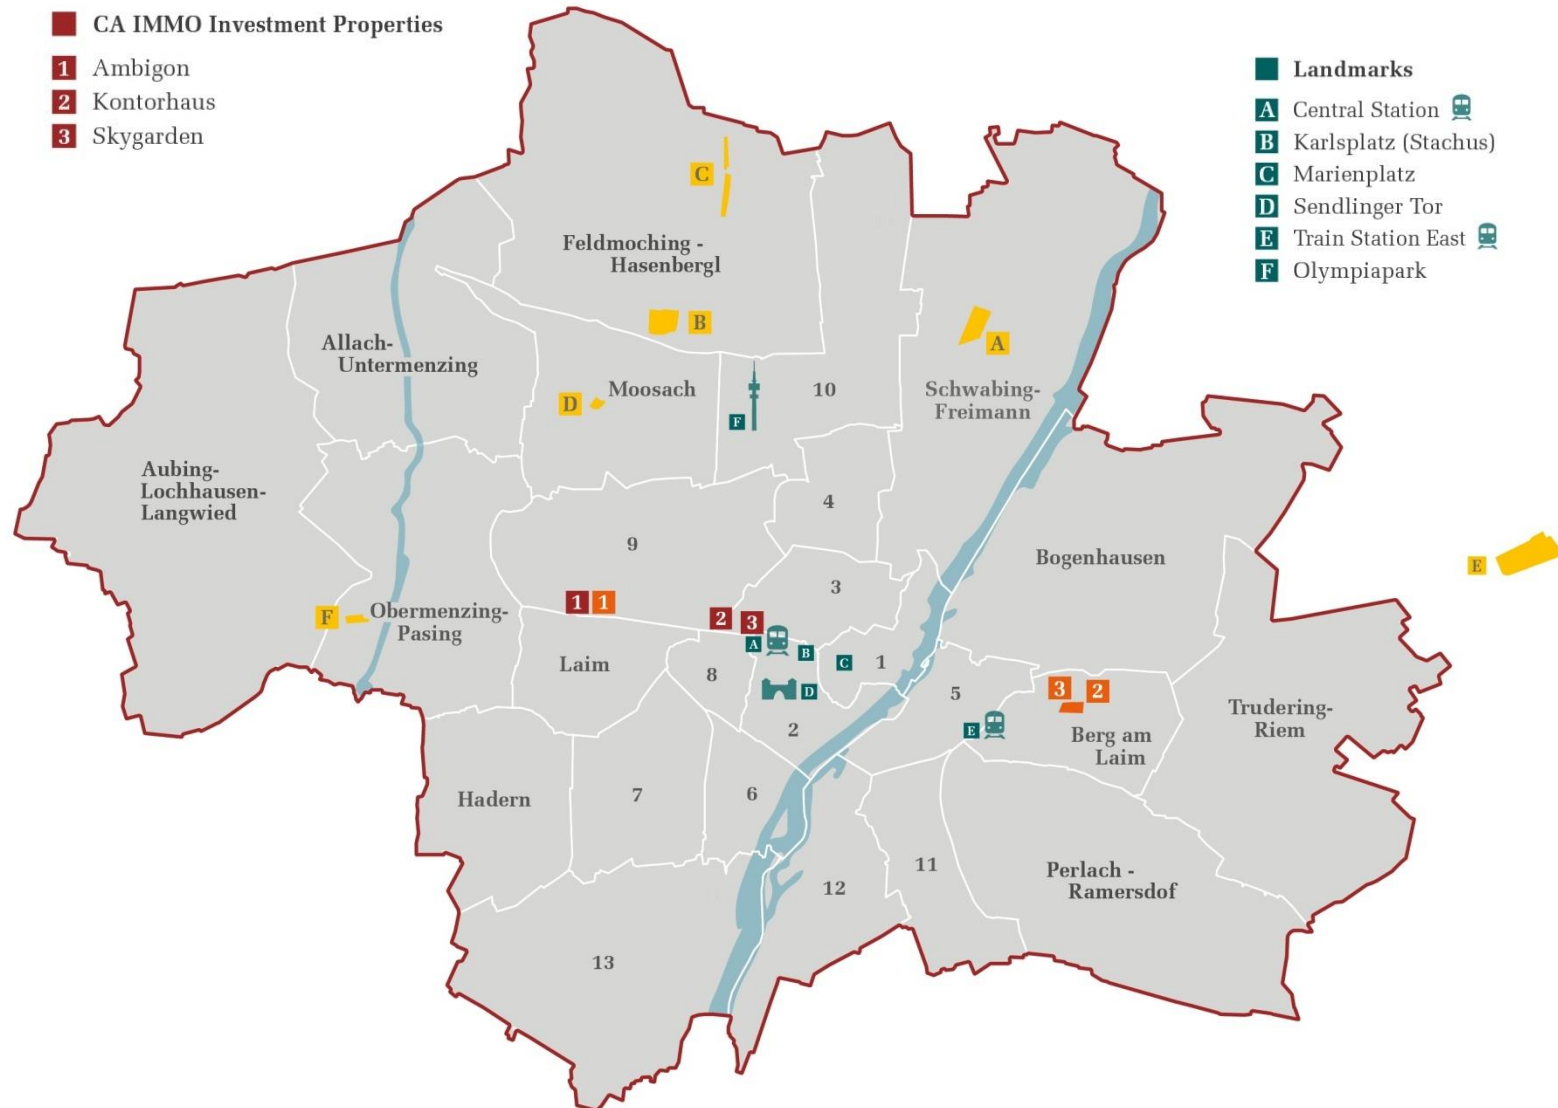 CA IMMO Investment Properties
1 Ambigon
2 Kontorhaus
3 Skygarden
Landmarks
A Central Station
B Karlsplatz (Stachus)
C Marienplatz
D Sendlinger Tor
E Train Station East
F Olympiapark
C
Feldmoching -
Hasenbergl
B
A
Allach-
Untermenzing
D
Moosach
F
10
Schwabing-
Freimann
Aubing-
Lochhausen-
Langwied
4
9
Bogenhausen
E
3
1
1
F
Obermenzing-
Pasing
2
3
A
B
C
1
Laim
8
D
2
5
E
3
2
Berg am
Laim
Trudering-
Riem
Hadern
7
6
11
12
Perlach -
Ramersdof
13